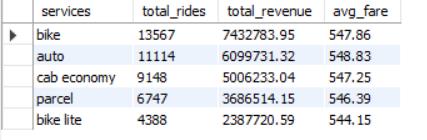 services total_rides total_revenue avg_fare
bike 13567 7432783.95 547.86
auto 11114 6099731.32 548.83
cab economy 9148 5006233.04 547.25
parcel 6747 3686514.15 546.39
bike lite 4388 2387720.59 544.15